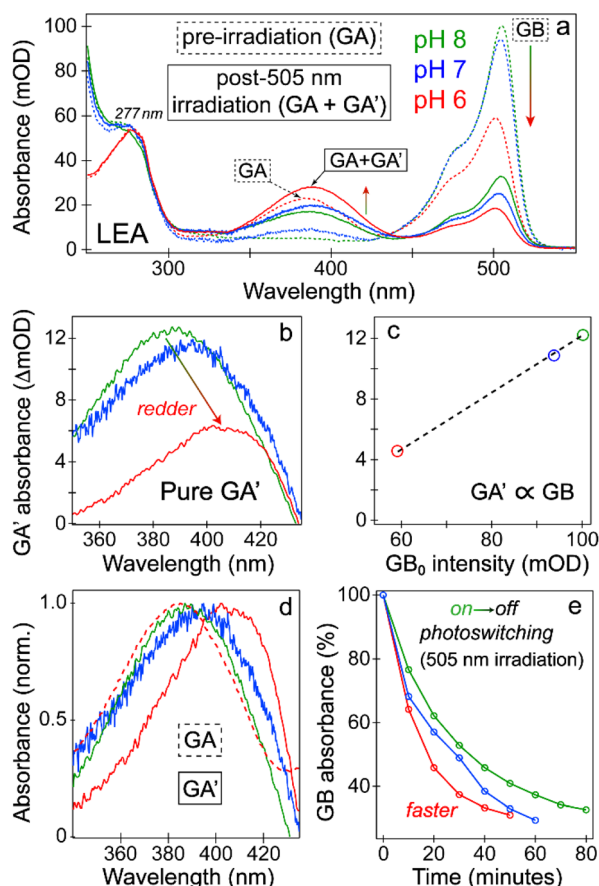 a
pre-irradiation (GA)
post-505 nm
irradiation (GA + GA’)
pH 8
pH 7
pH 6
GB
277 nm
GA
GA+GA’
LEA
Absorbance (mOD)
100
80
60
40
20
0
300
400
500
Wavelength (nm)
b
GA’ absorbance (ΔmOD)
12
8
4
0
redder
Pure GA’
360
380
400
420
Wavelength (nm)
c
12
8
4
0
GA’ ∝ GB
60
80
100
GB₀ intensity (mOD)
d
Absorbance (norm.)
1.0
0.5
0
GA
GA’
360
380
400
420
Wavelength (nm)
e
GB absorbance (%)
100
80
60
40
on→off
photoswitching
(505 nm irradiation)
faster
0
20
40
60
80
Time (minutes)